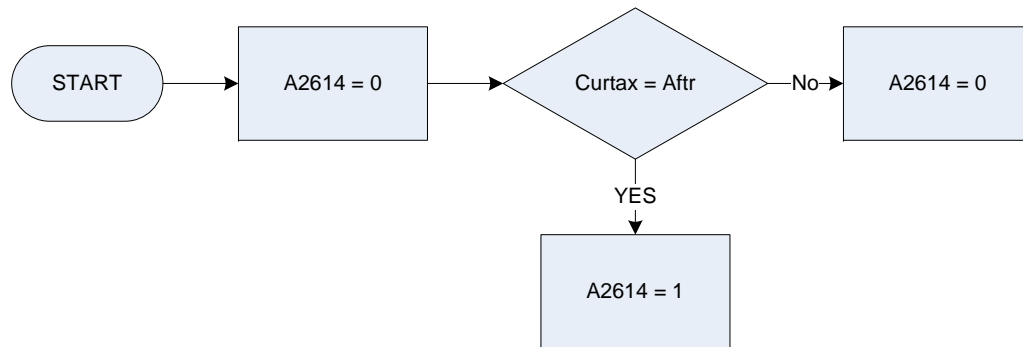 START
A2614 = 0
Curtax = Aftr
No
A2614 = 0
YES
A2614 = 1